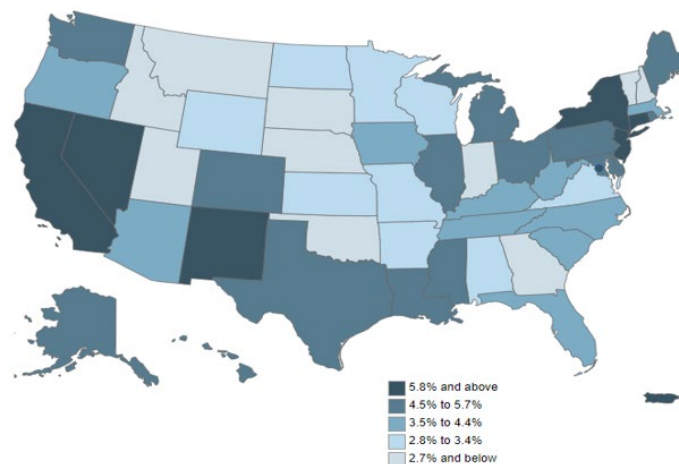 5.8% and above
4.5% to 5.7%
3.5% to 4.4%
2.8% to 3.4%
2.7% and below